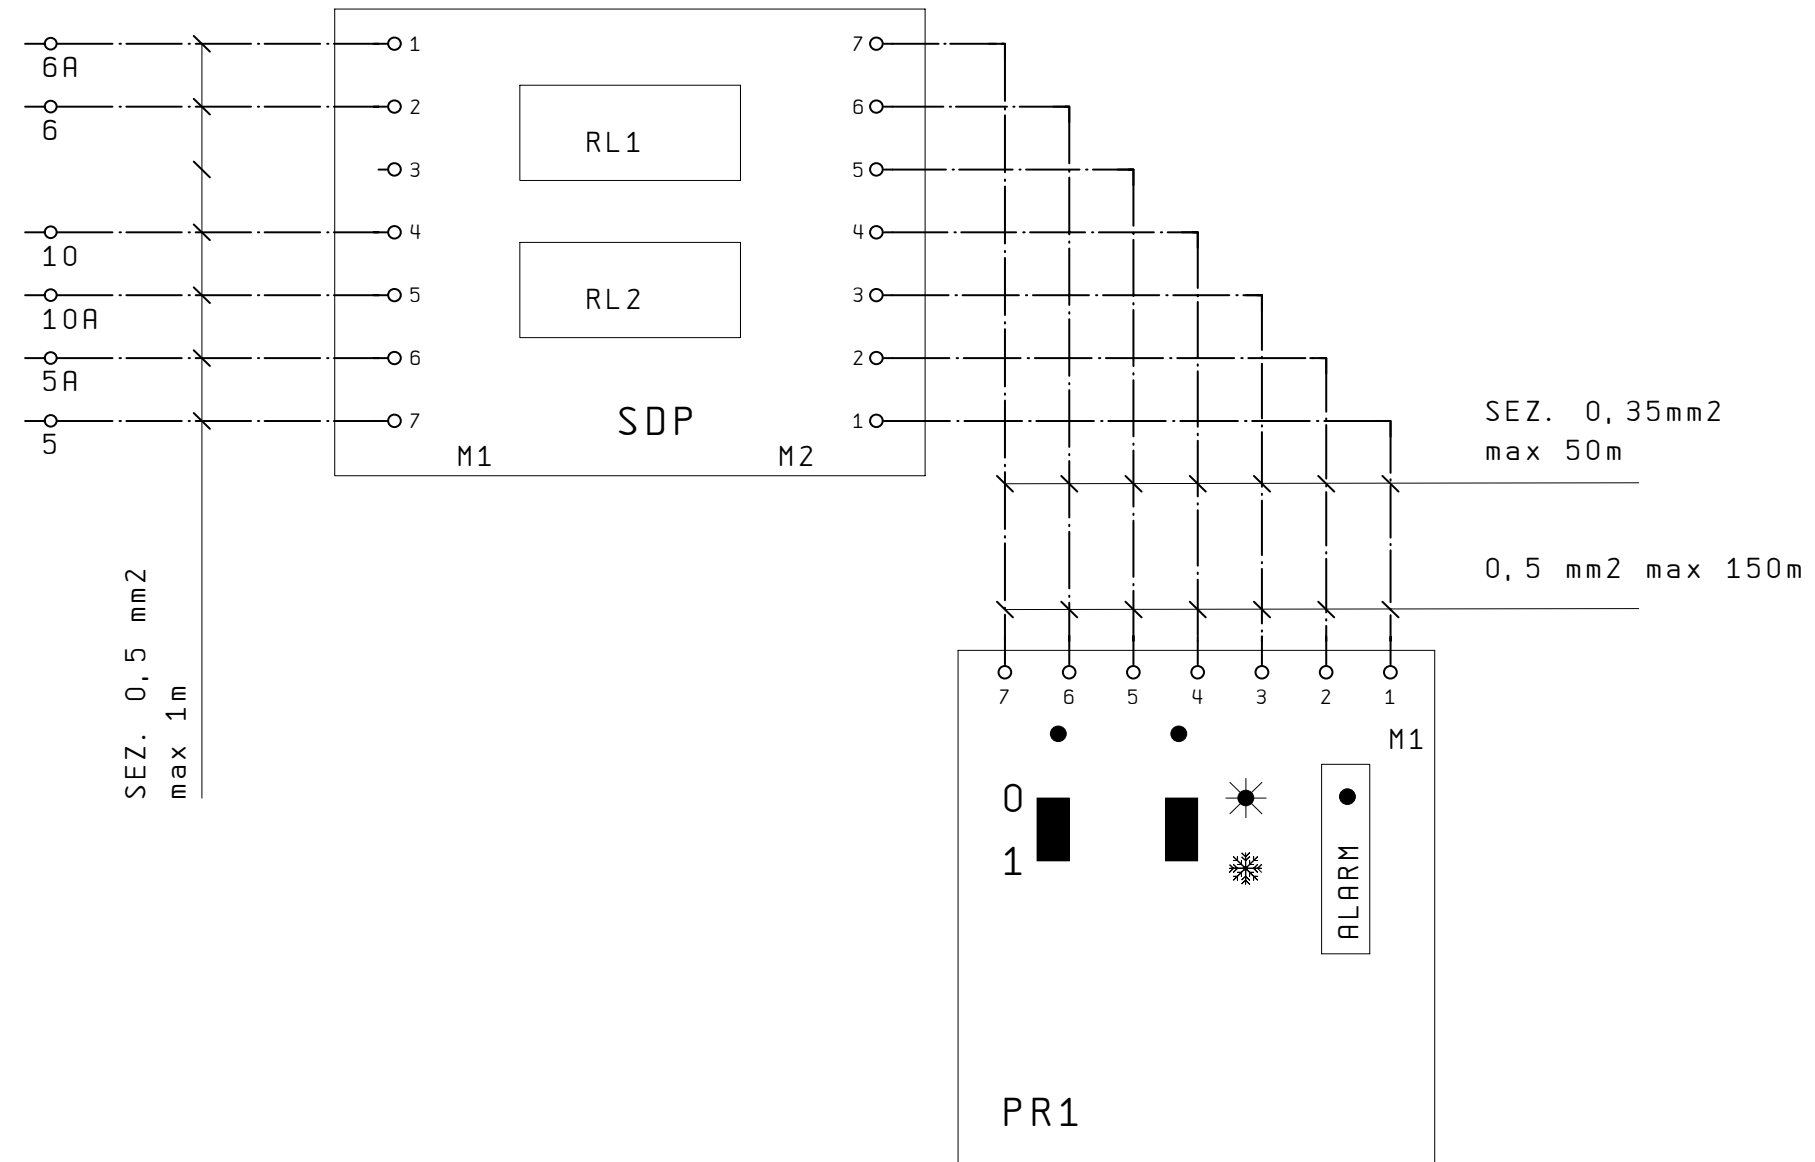 6A
6
10
10A
5A
5
1
2
3
4
5
6
7
RL1
RL2
SDP
M1
M2
7
6
5
4
3
2
1
SEZ. 0,5 mm2
max 1m
SEZ. 0,35mm2
max 50m
0,5 mm2 max 150m
7 6 5 4 3 2 1
M1
0
1
ALARM
PR1